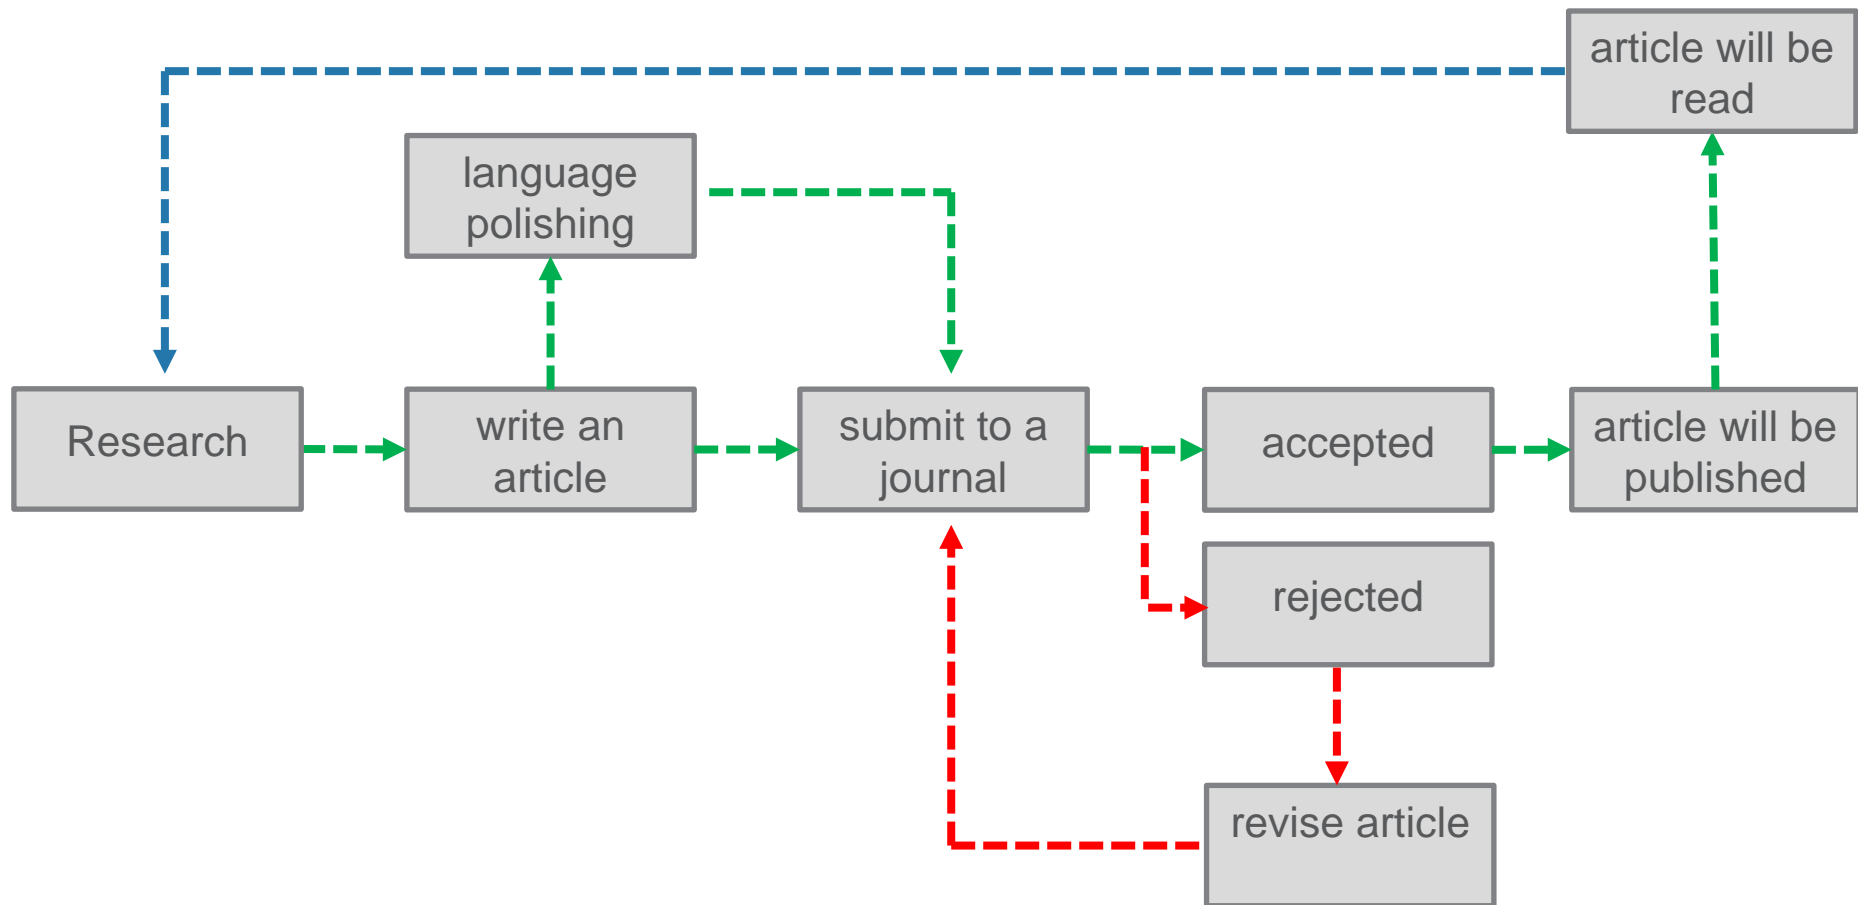 article will be
read
language
polishing
Research
write an
article
submit to a
journal
accepted
article will be
published
rejected
revise article